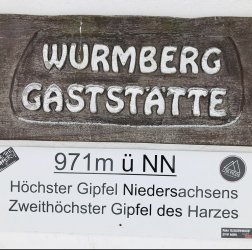 WURMBERG
GASTSTÄTTE
971m ü NN
Höchster Gipfel Niedersachsens
Zweithöchster Gipfel des Harzes